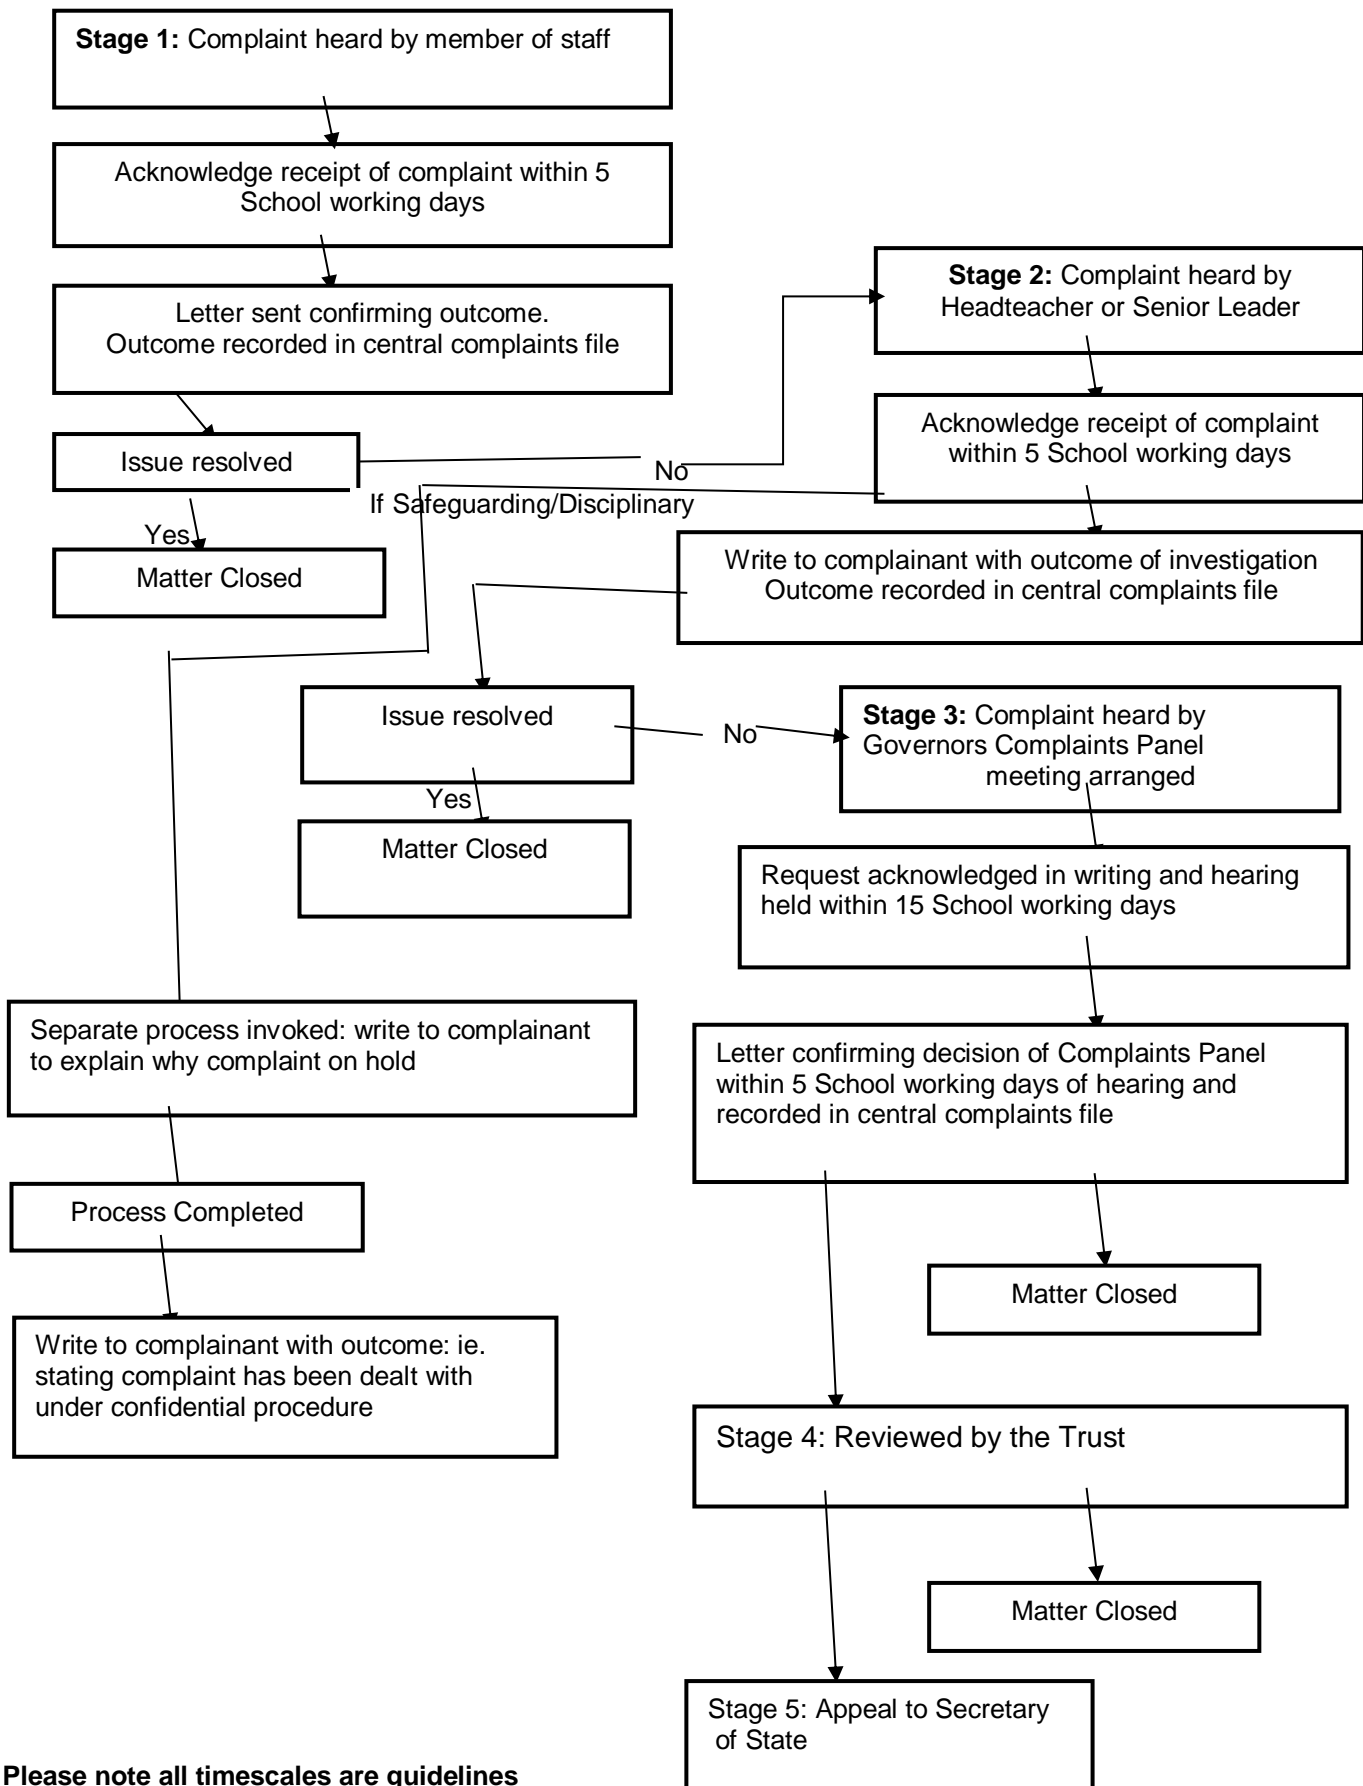 Stage 1: Complaint heard by member of staff
Acknowledge receipt of complaint within 5
School working days
Letter sent confirming outcome.
Outcome recorded in central complaints file
Issue resolved
No
If Safeguarding/Disciplinary
Yes
Matter Closed
Stage 2: Complaint heard by
Headteacher or Senior Leader
Acknowledge receipt of complaint
within 5 School working days
Write to complainant with outcome of investigation
Outcome recorded in central complaints file
Issue resolved
No
Yes
Matter Closed
Stage 3: Complaint heard by
Governors Complaints Panel
meeting arranged
Request acknowledged in writing and hearing
held within 15 School working days
Separate process invoked: write to complainant
to explain why complaint on hold
Letter confirming decision of Complaints Panel
within 5 School working days of hearing and
recorded in central complaints file
Process Completed
Matter Closed
Write to complainant with outcome: ie.
stating complaint has been dealt with
under confidential procedure
Stage 4: Reviewed by the Trust
Matter Closed
Stage 5: Appeal to Secretary
of State
Please note all timescales are guidelines